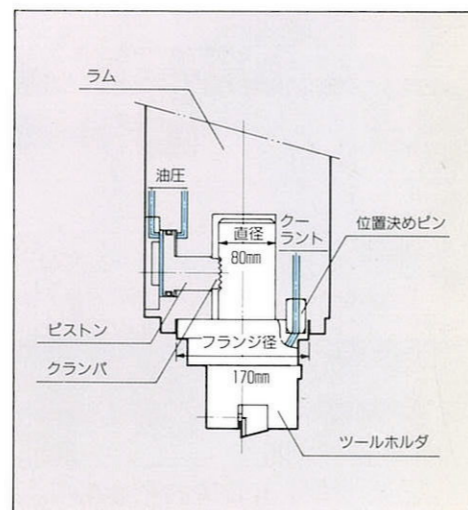 ラム
油圧
直径
80mm
クー
ラント
位置決めピン
ピストン
クランパ
フランジ径
170mm
ツールホルダ